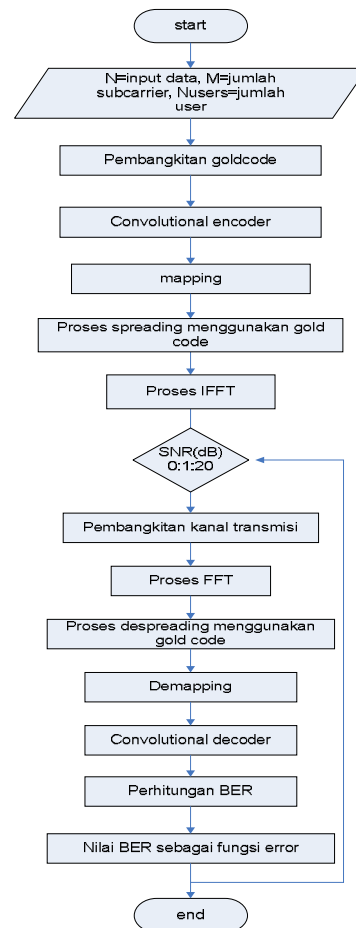 start
N=input data, M=jumlah
subcarrier, Nusers=jumlah
user
Pembangkitan goldcode
Convolutional encoder
mapping
Proses spreading menggunakan gold
code
Proses IFFT
SNR(dB)
0:1:20
Pembangkitan kanal transmisi
Proses FFT
Proses despreading menggunakan
gold code
Demapping
Convolutional decoder
Perhitungan BER
Nilai BER sebagai fungsi error
end